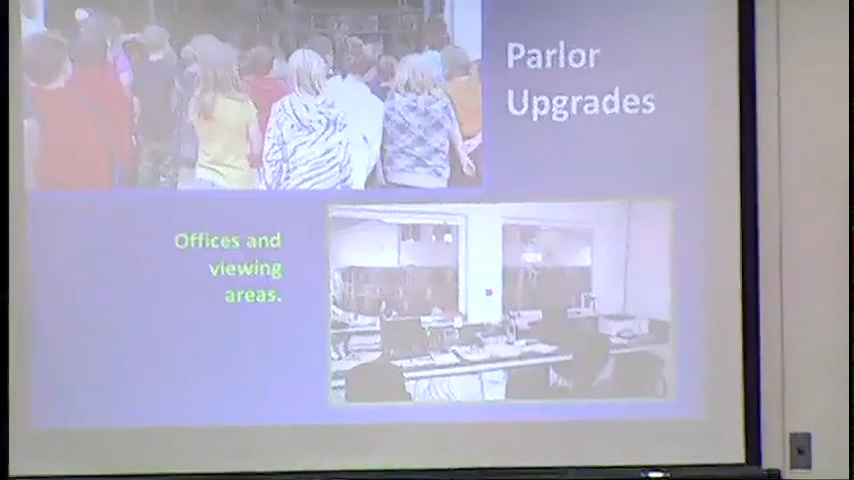 Parlor
Upgrades
Offices and
viewing
areas.